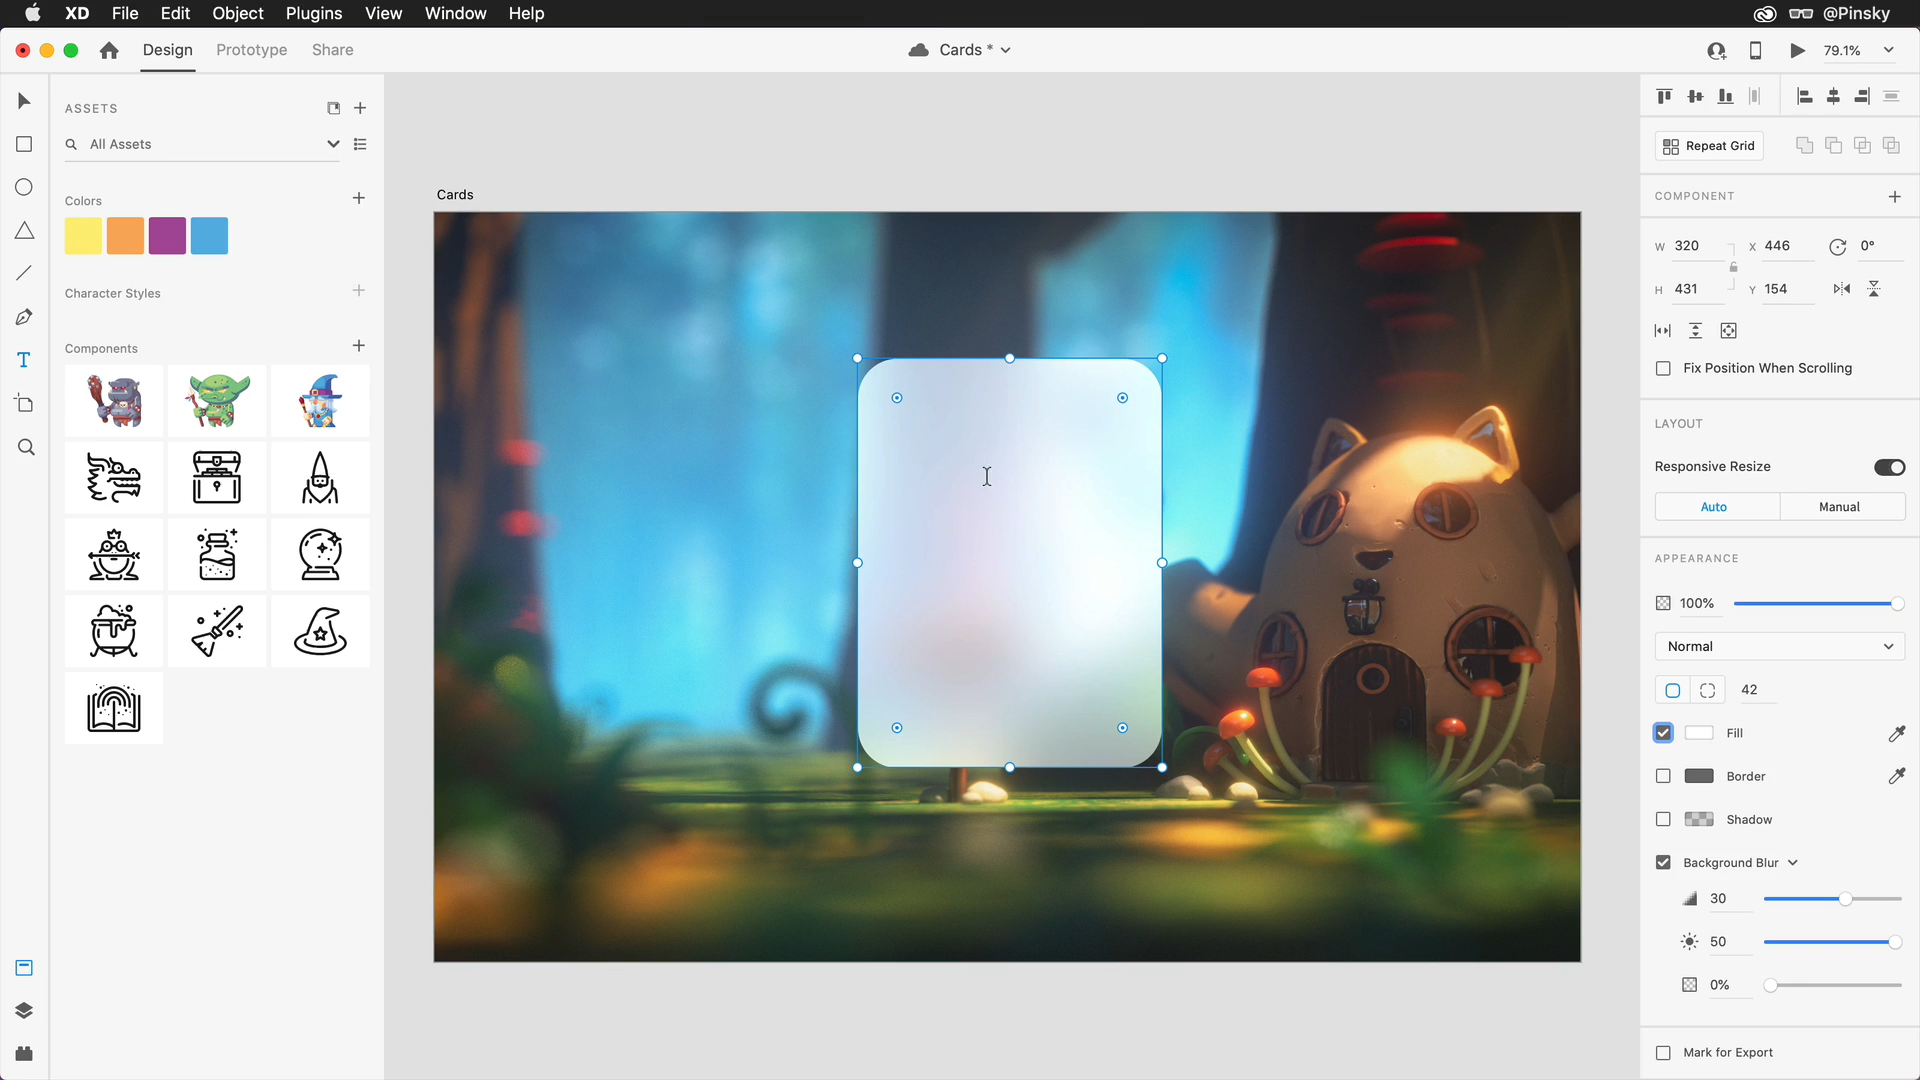 XD File Edit Object Plugins View Window Help @Pinsky
Design Prototype Share Cards * 79.1%
ASSETS
All Assets
Colors
Character Styles
Components
Cards
Repeat Grid
COMPONENT
W 320 X 446 0°
H 431 Y 154
Fix Position When Scrolling
LAYOUT
Responsive Resize
Auto Manual
APPEARANCE
100%
Normal
42
Fill
Border
Shadow
Background Blur
30
50
0%
Mark for Export